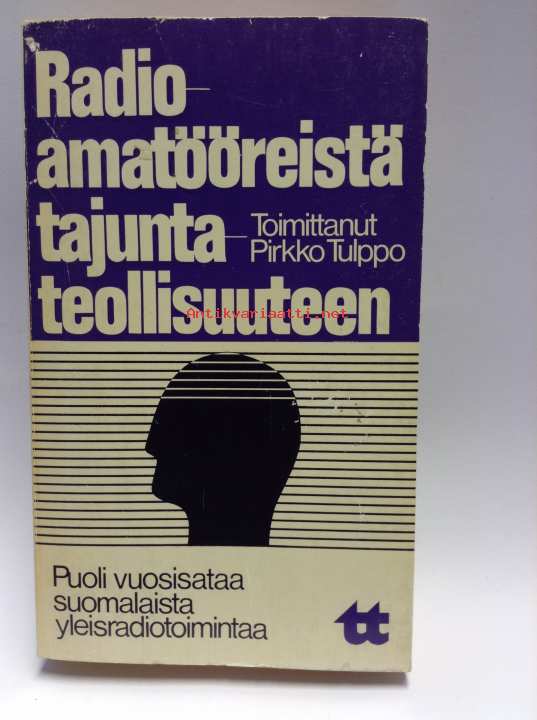 Radio-
amatööreistä
tajunta-
teollisuuteen
Toimittanut
Pirkko Tulppo
Antikvariaatti.net
Puoli vuosisataa
suomalaista
yleisradiotoimintaa
tt